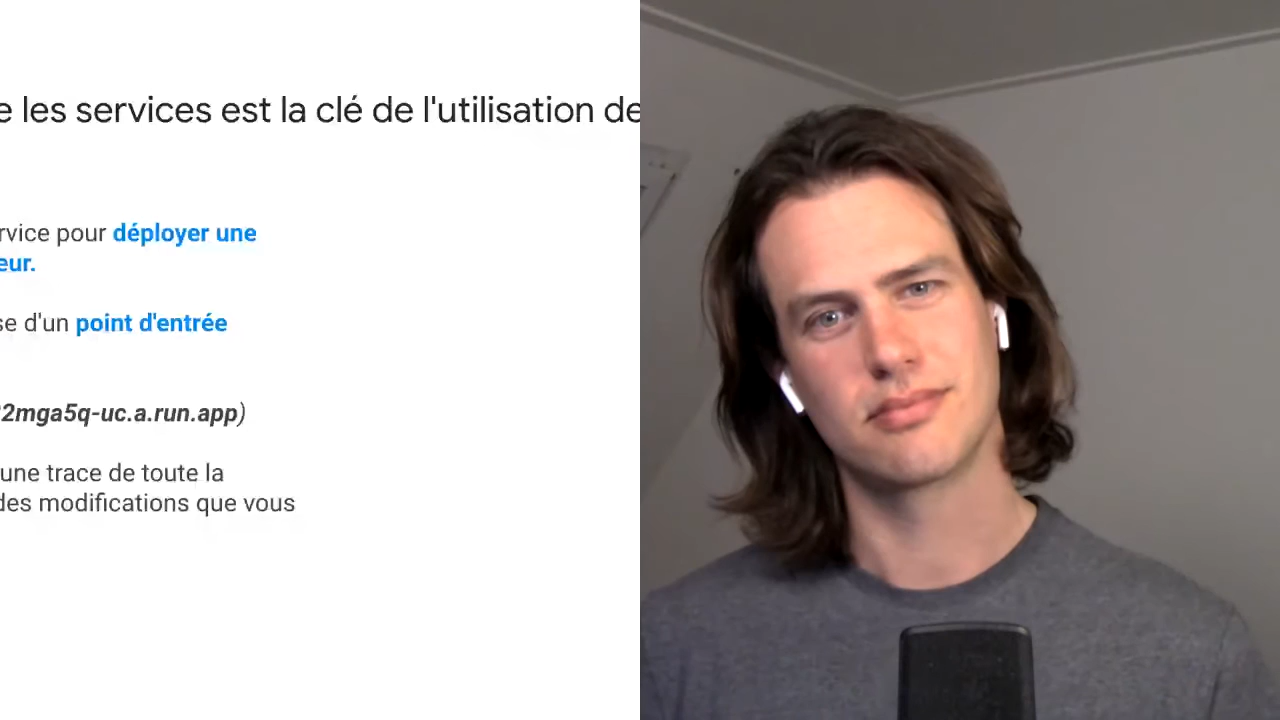 e les services est la clé de l'utilisation de
rvice pour déployer une
eur.
se d'un point d'entrée
2mga5q-uc.a.run.app)
une trace de toute la
des modifications que vous